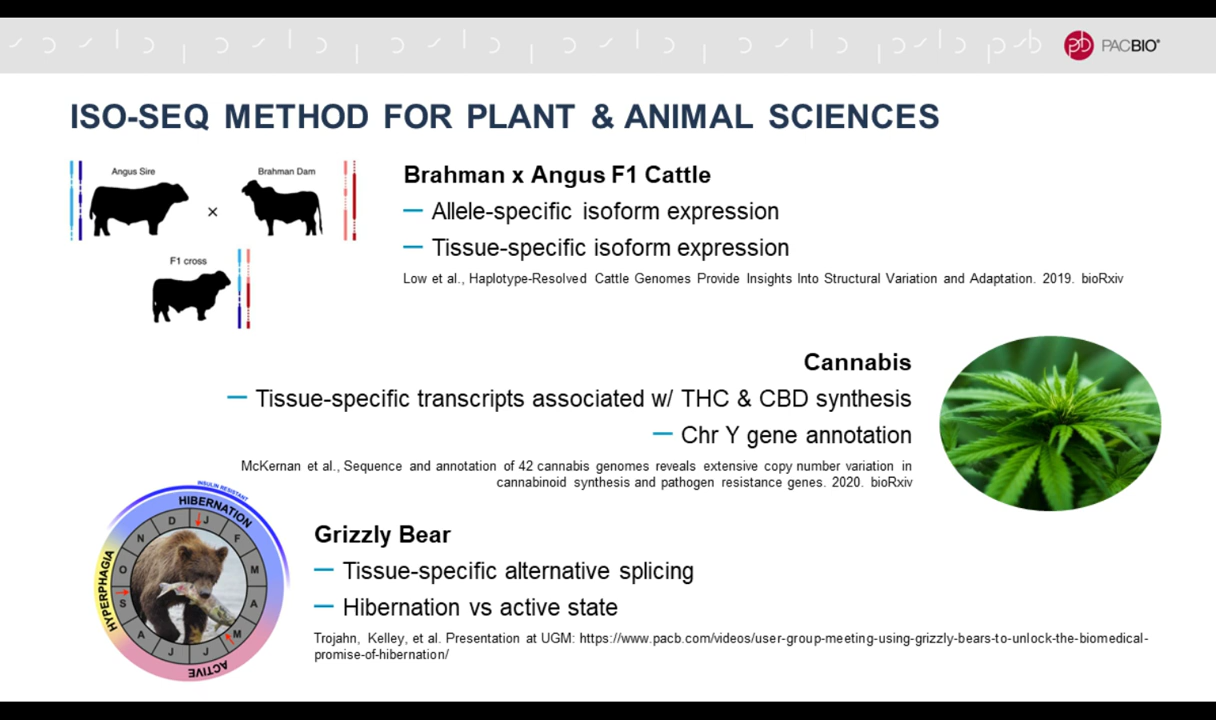 PACBIO®
ISO-SEQ METHOD FOR PLANT & ANIMAL SCIENCES
Angus Sire
×
Brahman Dam
F1 cross
Brahman x Angus F1 Cattle
— Allele-specific isoform expression
— Tissue-specific isoform expression
Low et al., Haplotype-Resolved Cattle Genomes Provide Insights Into Structural Variation and Adaptation. 2019. bioRxiv
Cannabis
— Tissue-specific transcripts associated w/ THC & CBD synthesis
— Chr Y gene annotation
McKernan et al., Sequence and annotation of 42 cannabis genomes reveals extensive copy number variation in
cannabinoid synthesis and pathogen resistance genes. 2020. bioRxiv
INSULIN RESISTANT
HIBERNATION
HYPERPHAGIA
ACTIVE
J
F
M
A
M
J
J
A
S
O
N
D
Grizzly Bear
— Tissue-specific alternative splicing
— Hibernation vs active state
Trojahn, Kelley, et al. Presentation at UGM: https://www.pacb.com/videos/user-group-meeting-using-grizzly-bears-to-unlock-the-biomedical-
promise-of-hibernation/